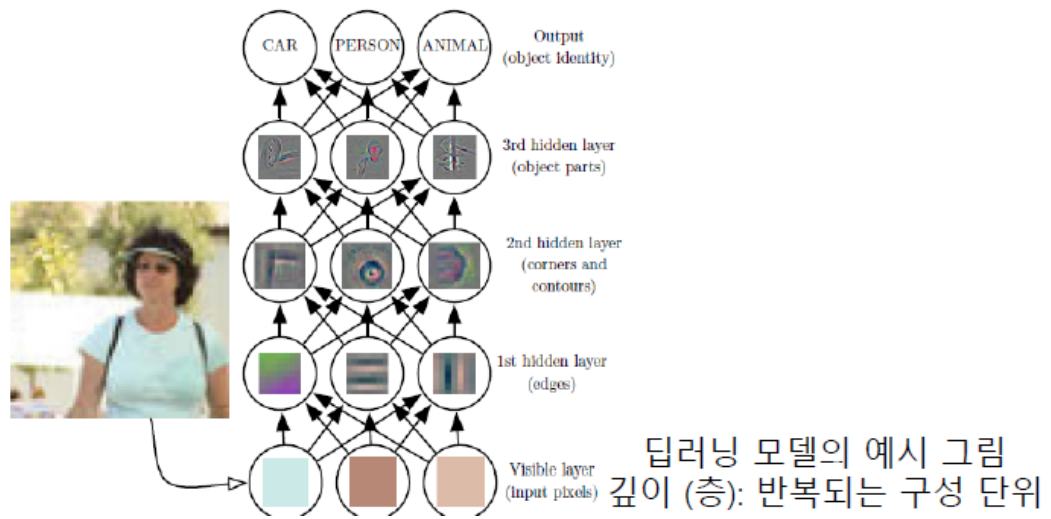 CAR PERSON ANIMAL
Output
(object identity)
3rd hidden layer
(object parts)
2nd hidden layer
(corners and
contours)
1st hidden layer
(edges)
Visible layer
(input pixels)
딥러닝 모델의 예시 그림
깊이 (층): 반복되는 구성 단위